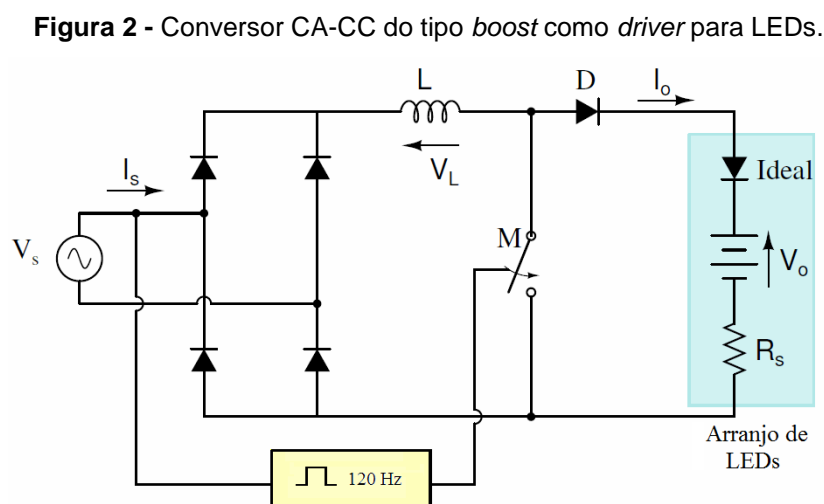 Figura 2 - Conversor CA-CC do tipo boost como driver para LEDs.
L
D
Io
Is
VL
Ideal
Vs
M
Vo
Rs
Arranjo de
LEDs
120 Hz